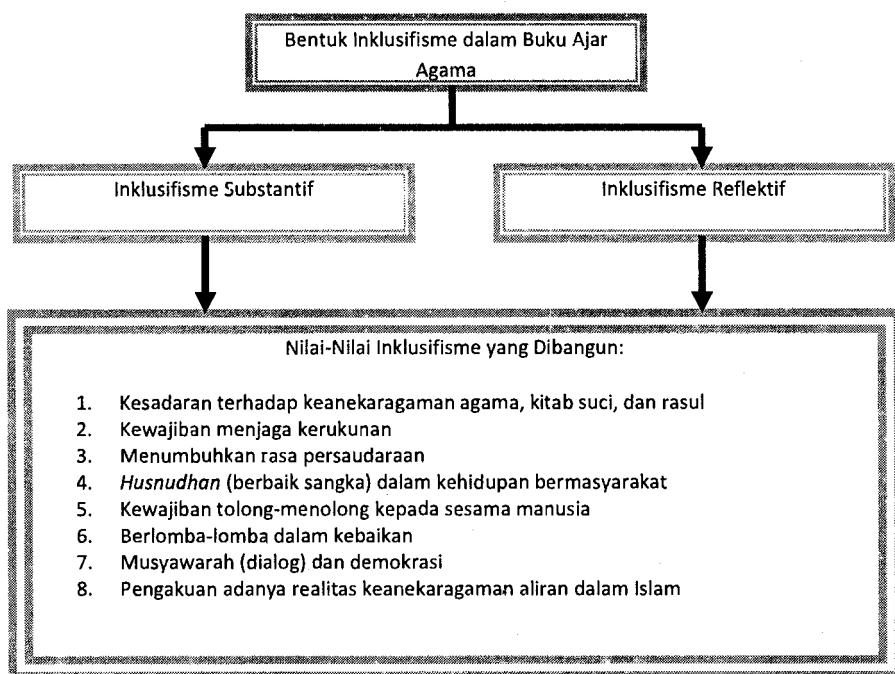 Bentuk Inklusifisme dalam Buku Ajar
Agama
Inklusifisme Substantif
Inklusifisme Reflektif
Nilai-Nilai Inklusifisme yang Dibangun:
1. Kesadaran terhadap keanekaragaman agama, kitab suci, dan rasul
2. Kewajiban menjaga kerukunan
3. Menumbuhkan rasa persaudaraan
4. Husnudhan (berbaik sangka) dalam kehidupan bermasyarakat
5. Kewajiban tolong-menolong kepada sesama manusia
6. Berlomba-lomba dalam kebaikan
7. Musyawarah (dialog) dan demokrasi
8. Pengakuan adanya realitas keanekaragaman aliran dalam Islam